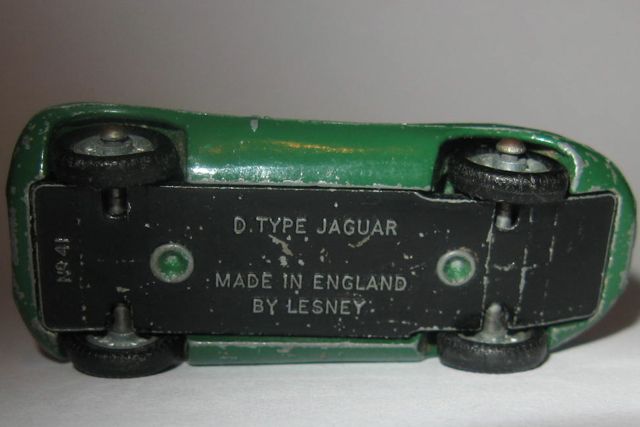 D. TYPE JAGUAR
MADE IN ENGLAND
BY LESNEY
No 41